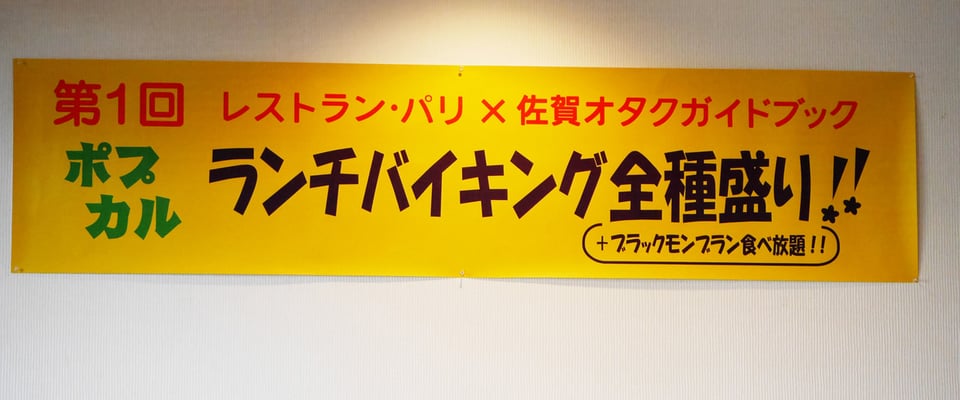 第1回 レストラン・パリ×佐賀オタクガイドブック
ポプカル
ランチバイキング全種盛り!!
+ブラックモンブラン食べ放題!!